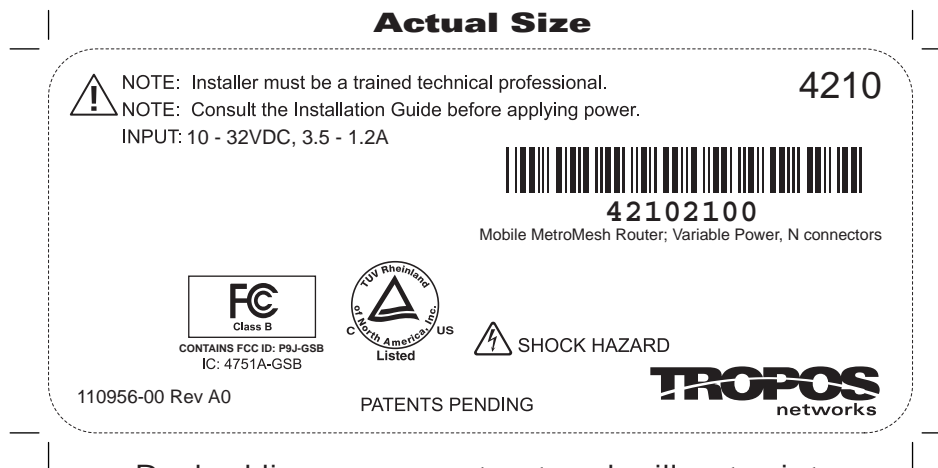 Actual Size
NOTE: Installer must be a trained technical professional.
NOTE: Consult the Installation Guide before applying power.
INPUT: 10 - 32VDC, 3.5 - 1.2A
4210
42102100
Mobile MetroMesh Router; Variable Power, N connectors
FC
Class B
CONTAINS FCC ID: P9J-GSB
IC: 4751A-GSB
TUV Rheinland
of North America, Inc.
C US
Listed
SHOCK HAZARD
110956-00 Rev A0
PATENTS PENDING
TROPOS
networks